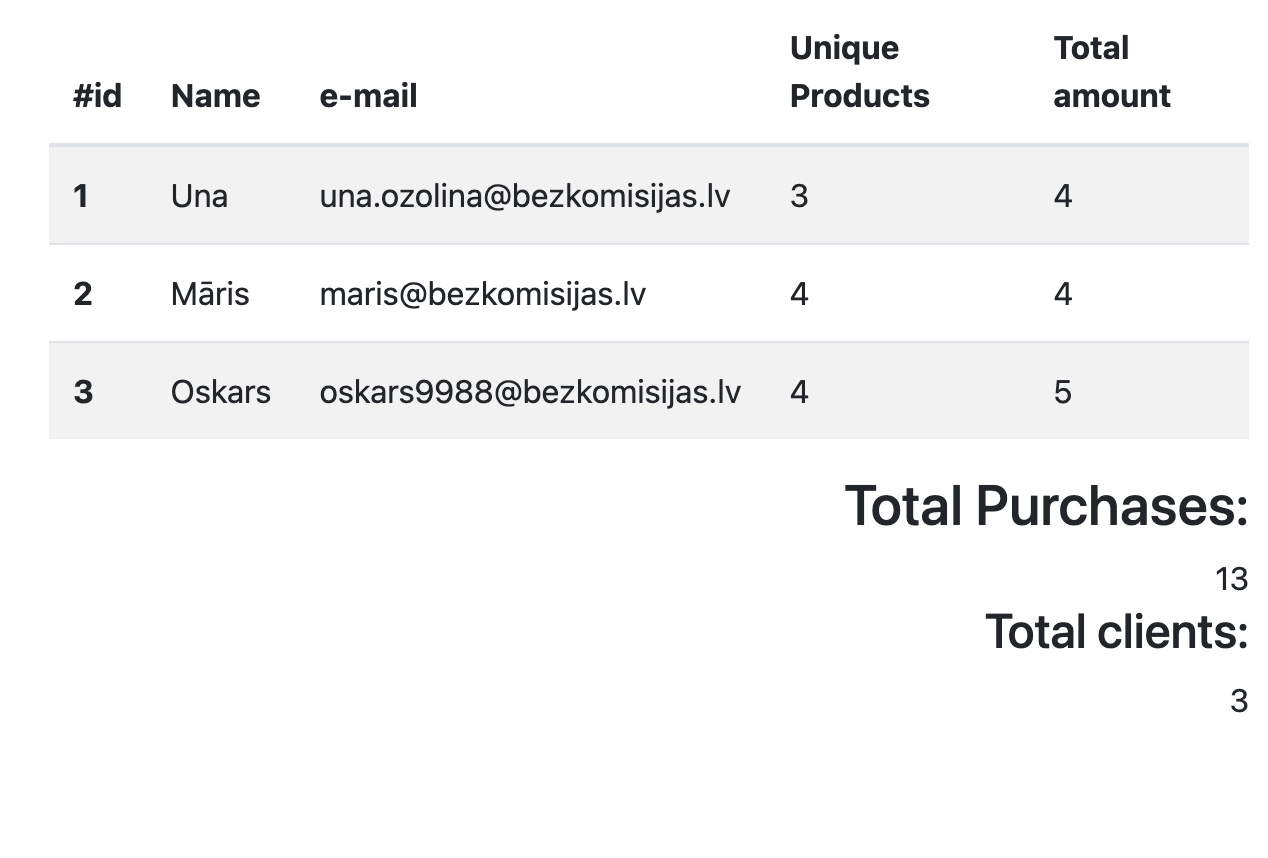 #id Name e-mail Unique Products Total amount
1 Una una.ozolina@bezkomisijas.lv 3 4
2 Māris maris@bezkomisijas.lv 4 4
3 Oskars oskars9988@bezkomisijas.lv 4 5
Total Purchases:
13
Total clients:
3